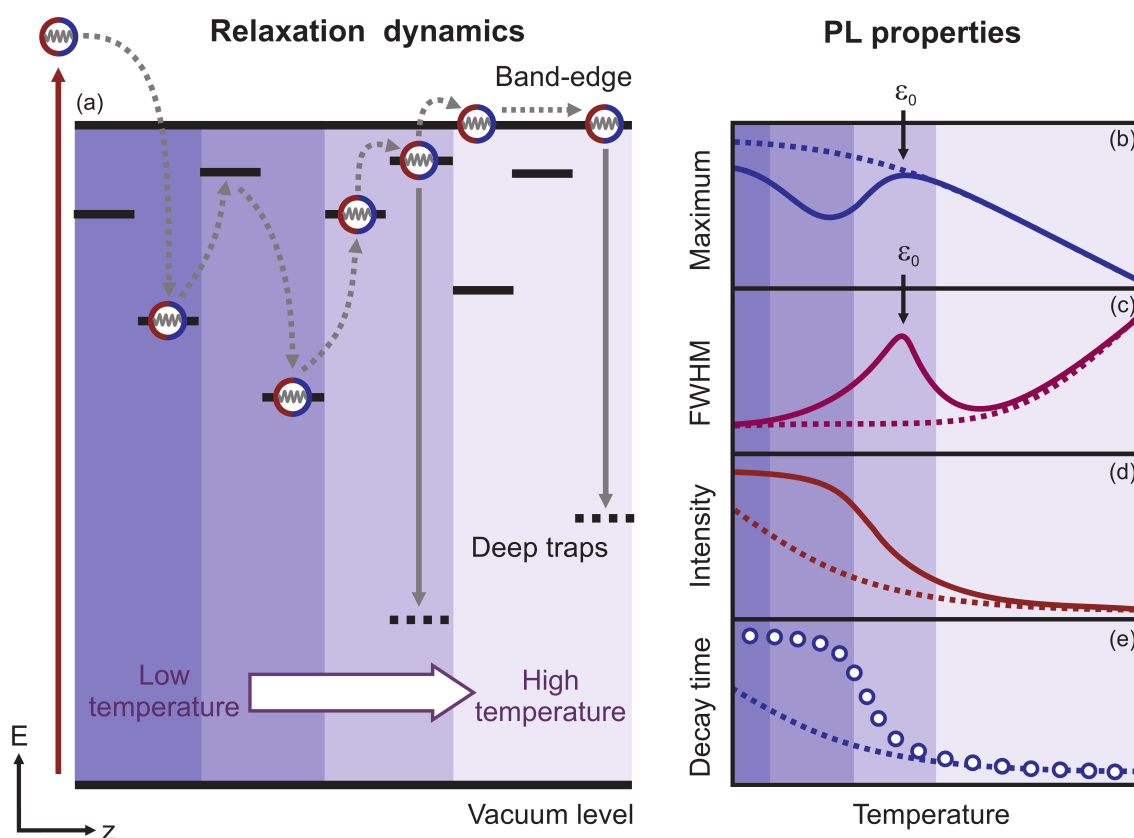 Relaxation dynamics
PL properties
(a)
Band-edge
Deep traps
Low
temperature
High
temperature
E
z
Vacuum level
ε0
(b)
Maximum
ε0
(c)
FWHM
(d)
Intensity
(e)
Decay time
Temperature